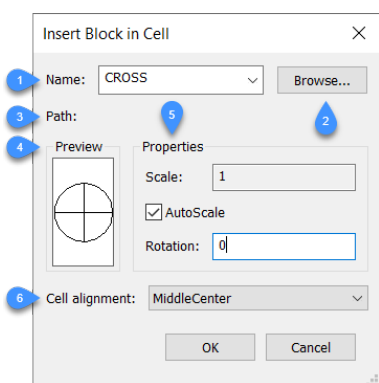 Insert Block in Cell
1 Name: CROSS Browse...
3 Path: 5 2
4 Preview Properties
Scale: 1
AutoScale
Rotation: 0
6 Cell alignment: MiddleCenter
OK Cancel